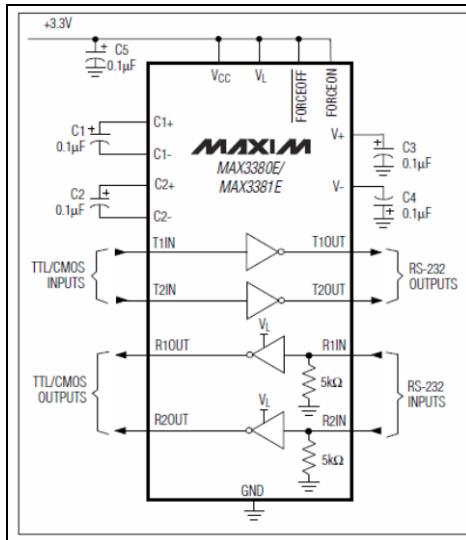 +3.3V
C5
0.1µF
VCC
VL
FORCEOFF
FORCEON
C1
0.1µF
C1+
C1-
C2
0.1µF
C2+
C2-
MAXIM
MAX3380E/
MAX3381E
V+
C3
0.1µF
V-
C4
0.1µF
TTL/CMOS
INPUTS
T1IN
T1OUT
T2IN
T2OUT
RS-232
OUTPUTS
TTL/CMOS
OUTPUTS
R1OUT
VL
R1IN
5kΩ
R2OUT
VL
R2IN
5kΩ
RS-232
INPUTS
GND